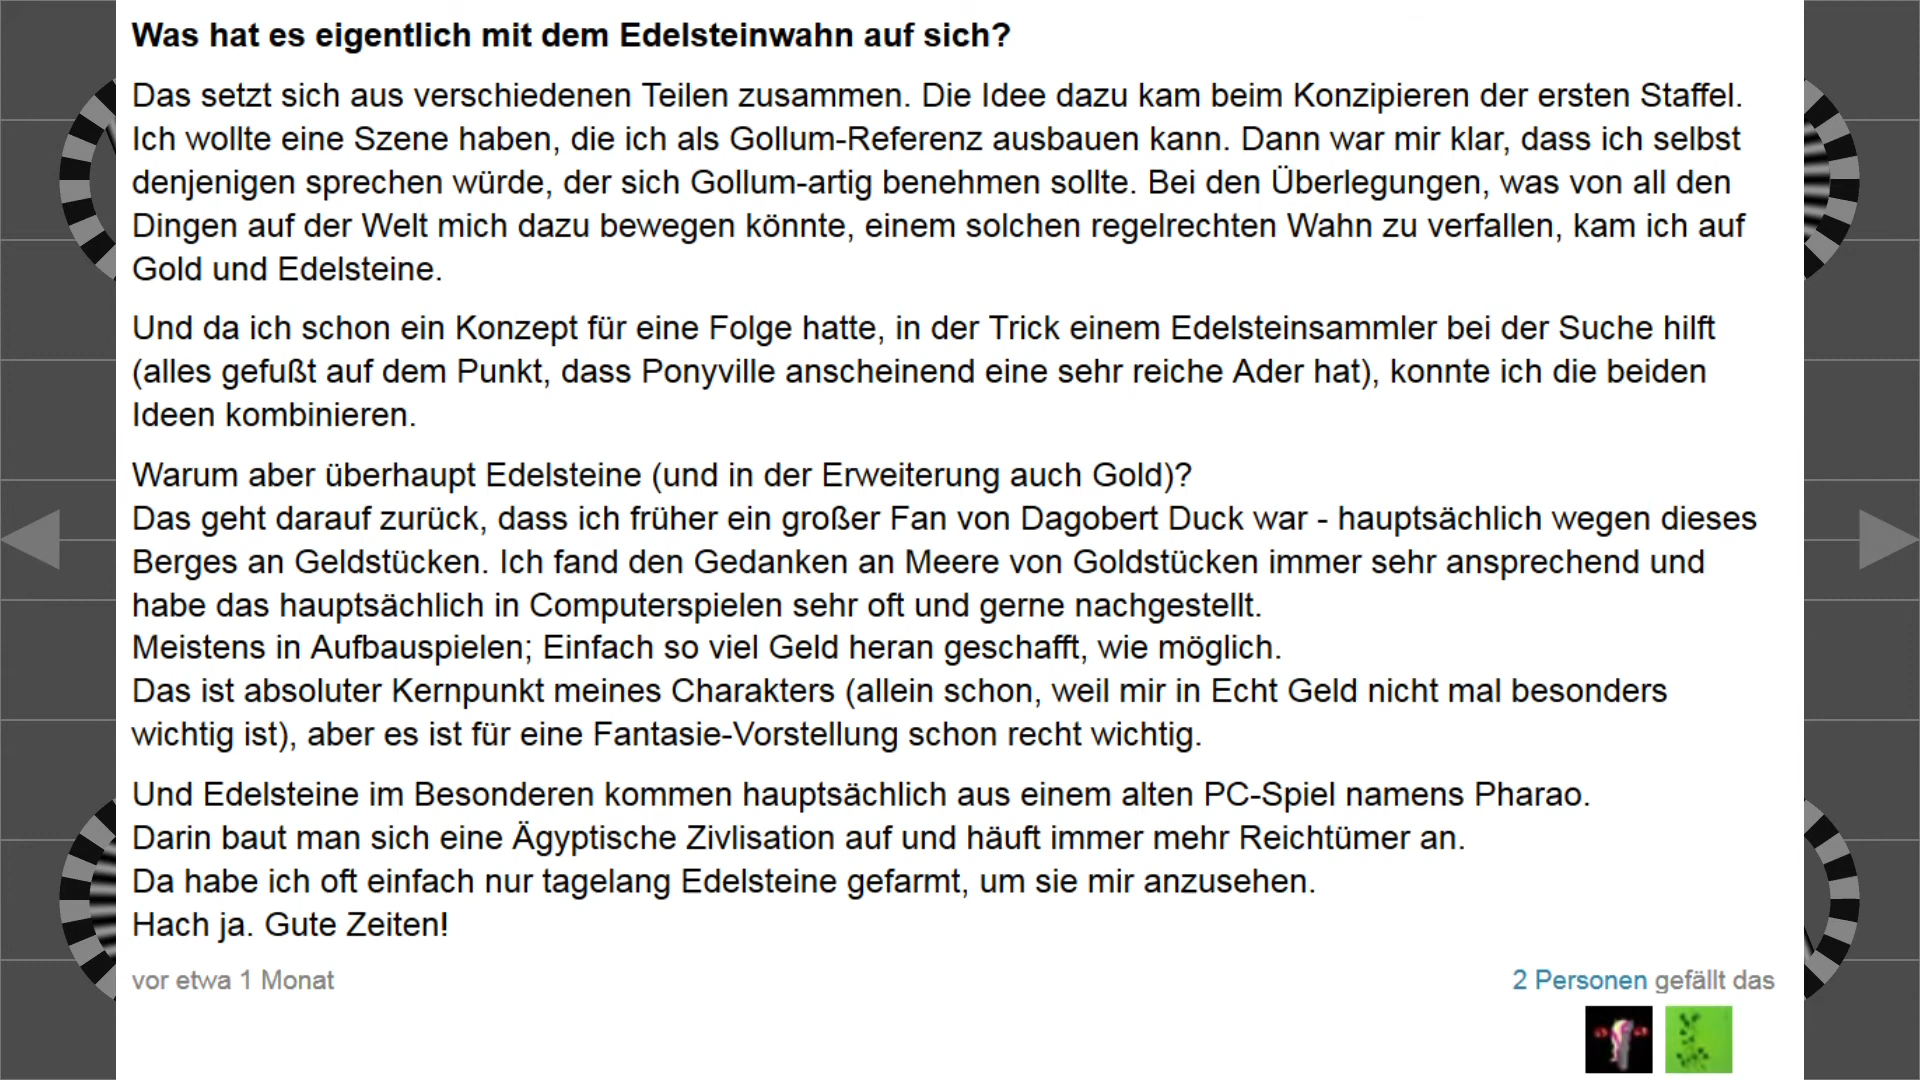 Was hat es eigentlich mit dem Edelsteinwahn auf sich?
Das setzt sich aus verschiedenen Teilen zusammen. Die Idee dazu kam beim Konzipieren der ersten Staffel.
Ich wollte eine Szene haben, die ich als Gollum-Referenz ausbauen kann. Dann war mir klar, dass ich selbst
denjenigen sprechen würde, der sich Gollum-artig benehmen sollte. Bei den Überlegungen, was von all den
Dingen auf der Welt mich dazu bewegen könnte, einem solchen regelrechten Wahn zu verfallen, kam ich auf
Gold und Edelsteine.
Und da ich schon ein Konzept für eine Folge hatte, in der Trick einem Edelsteinsammler bei der Suche hilft
(alles gefußt auf dem Punkt, dass Ponyville anscheinend eine sehr reiche Ader hat), konnte ich die beiden
Ideen kombinieren.
Warum aber überhaupt Edelsteine (und in der Erweiterung auch Gold)?
Das geht darauf zurück, dass ich früher ein großer Fan von Dagobert Duck war - hauptsächlich wegen dieses
Berges an Geldstücken. Ich fand den Gedanken an Meere von Goldstücken immer sehr ansprechend und
habe das hauptsächlich in Computerspielen sehr oft und gerne nachgestellt.
Meistens in Aufbauspielen; Einfach so viel Geld heran geschafft, wie möglich.
Das ist absoluter Kernpunkt meines Charakters (allein schon, weil mir in Echt Geld nicht mal besonders
wichtig ist), aber es ist für eine Fantasie-Vorstellung schon recht wichtig.
Und Edelsteine im Besonderen kommen hauptsächlich aus einem alten PC-Spiel namens Pharao.
Darin baut man sich eine Ägyptische Zivlisation auf und häuft immer mehr Reichtümer an.
Da habe ich oft einfach nur tagelang Edelsteine gefarmt, um sie mir anzusehen.
Hach ja. Gute Zeiten!
vor etwa 1 Monat
2 Personen gefällt das